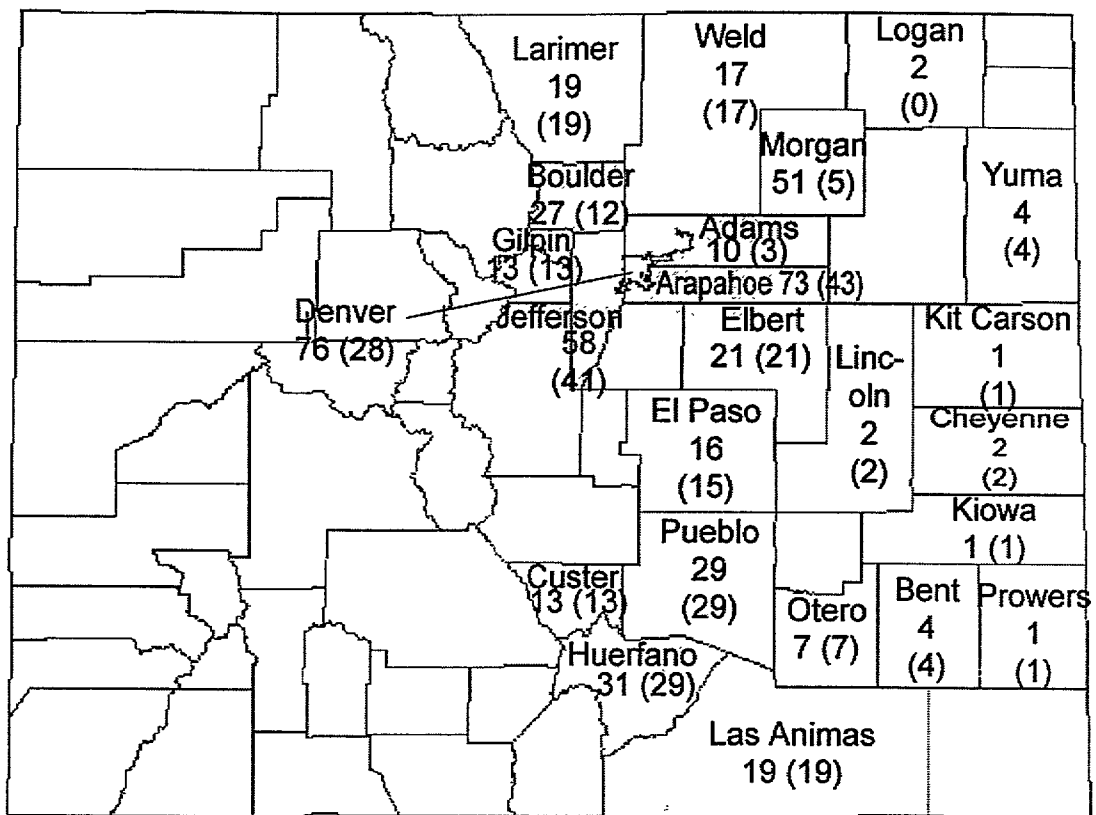 Larimer
19
(19)
Weld
17
(17)
Logan
2
(0)
Morgan
51 (5)
Yuma
4
(4)
Boulder
27 (12)
Adams
10 (3)
Gilpin
13 (13)
Arapahoe 73 (43)
Denver
76 (28)
Jefferson
58
(41)
Elbert
21 (21)
Linc-
oln
2
(2)
Kit Carson
1
(1)
Cheyenne
2
(2)
El Paso
16
(15)
Kiowa
1 (1)
Pueblo
29
(29)
Custer
13 (13)
Otero
7 (7)
Bent
4
(4)
Prowers
1
(1)
Huerfano
31 (29)
Las Animas
19 (19)